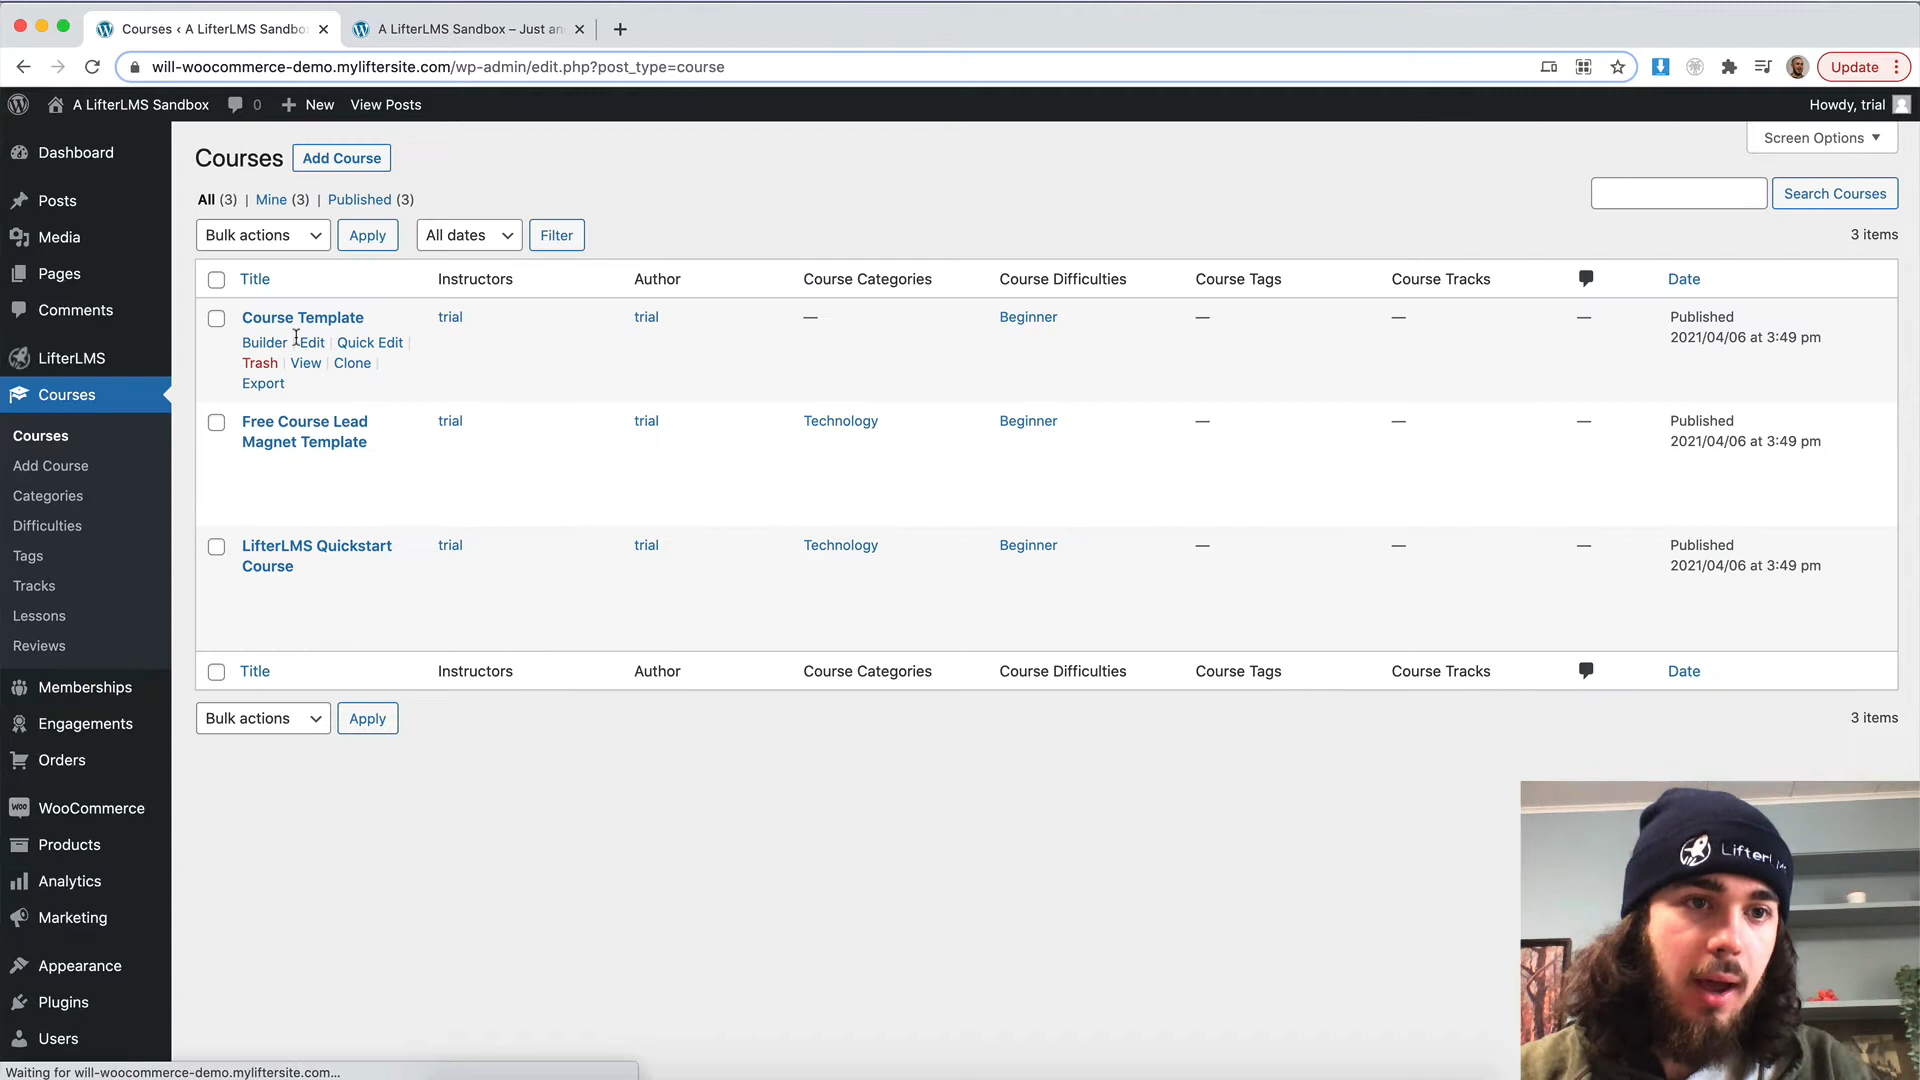 Courses ‹ A LifterLMS Sandbo
A LifterLMS Sandbox – Just an
will-woocommerce-demo.myliftersite.com/wp-admin/edit.php?post_type=course
Update
A LifterLMS Sandbox
0
New
View Posts
Howdy, trial
Dashboard
Posts
Media
Pages
Comments
LifterLMS
Courses
Courses
Add Course
Categories
Difficulties
Tags
Tracks
Lessons
Reviews
Memberships
Engagements
Orders
WooCommerce
Products
Analytics
Marketing
Appearance
Plugins
Users
Courses
Add Course
Screen Options
All (3) | Mine (3) | Published (3)
Search Courses
Bulk actions
Apply
All dates
Filter
3 items
Title Instructors Author Course Categories Course Difficulties Course Tags Course Tracks Date
Course Template trial trial — Beginner — — — Published
2021/04/06 at 3:49 pm
Builder | Edit | Quick Edit |
Trash | View | Clone |
Export
Free Course Lead trial trial Technology Beginner — — — Published
Magnet Template 2021/04/06 at 3:49 pm
LifterLMS Quickstart trial trial Technology Beginner — — — Published
Course 2021/04/06 at 3:49 pm
Title Instructors Author Course Categories Course Difficulties Course Tags Course Tracks Date
Bulk actions
Apply
3 items
Waiting for will-woocommerce-demo.myliftersite.com...